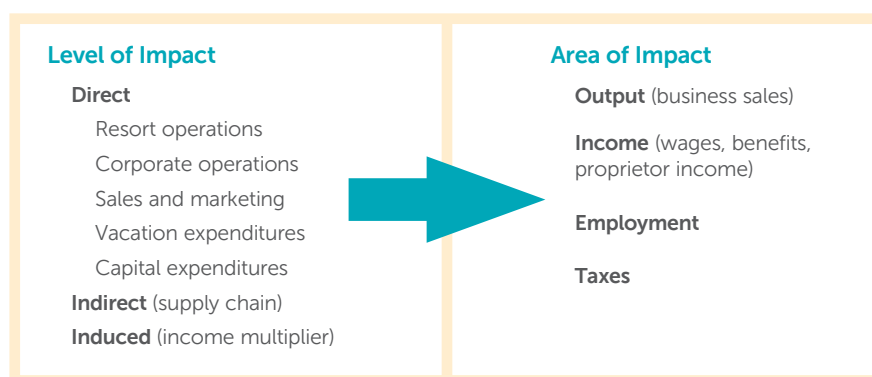 Level of Impact
Direct
Resort operations
Corporate operations
Sales and marketing
Vacation expenditures
Capital expenditures
Indirect (supply chain)
Induced (income multiplier)
Area of Impact
Output (business sales)
Income (wages, benefits,
proprietor income)
Employment
Taxes